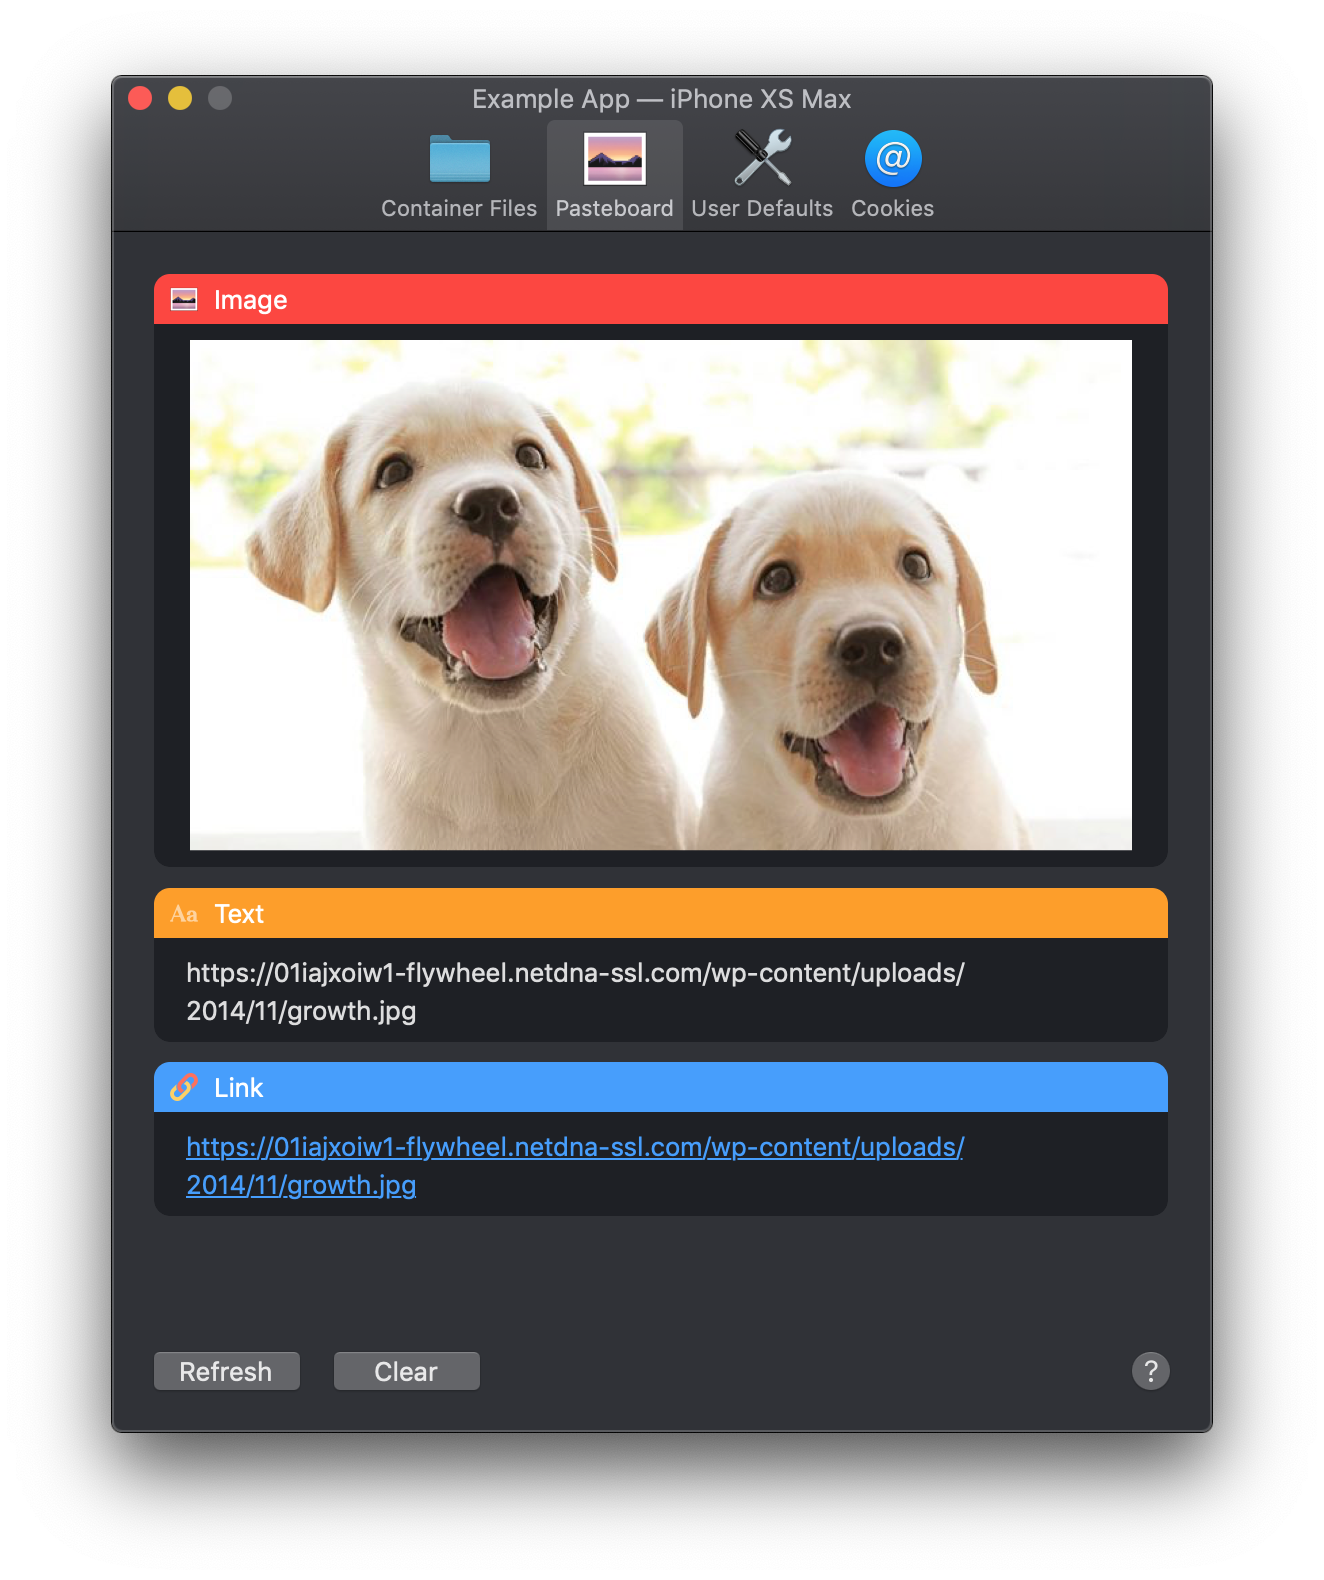 Example App — iPhone XS Max
Container Files
Pasteboard
User Defaults
@
Cookies
Image
Aa
Text
https://01iajxoiw1-flywheel.netdna-ssl.com/wp-content/uploads/
2014/11/growth.jpg
Link
https://01iajxoiw1-flywheel.netdna-ssl.com/wp-content/uploads/
2014/11/growth.jpg
Refresh
Clear
?